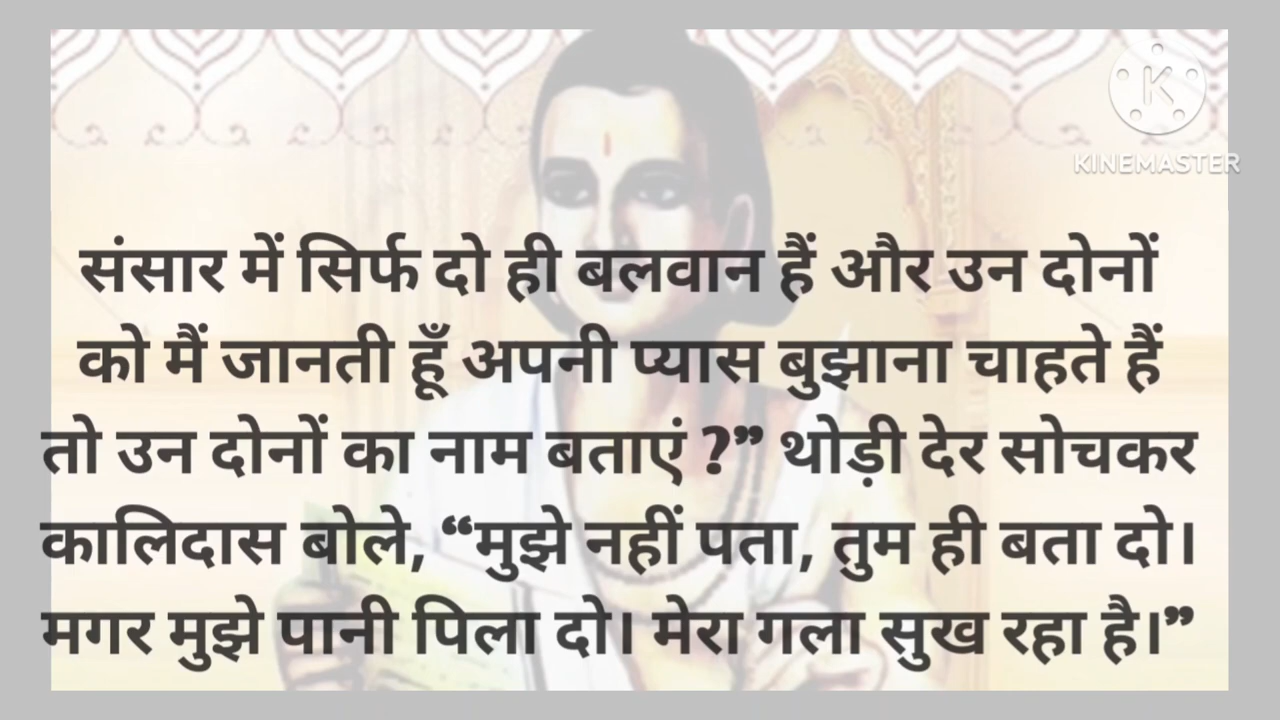 KINEMASTER
संसार में सिर्फ दो ही बलवान हैं और उन दोनों
को मैं जानती हूँ अपनी प्यास बुझाना चाहते हैं
तो उन दोनों का नाम बताएं ?” थोड़ी देर सोचकर
कालिदास बोले, “मुझे नहीं पता, तुम ही बता दो।
मगर मुझे पानी पिला दो। मेरा गला सुख रहा है।”